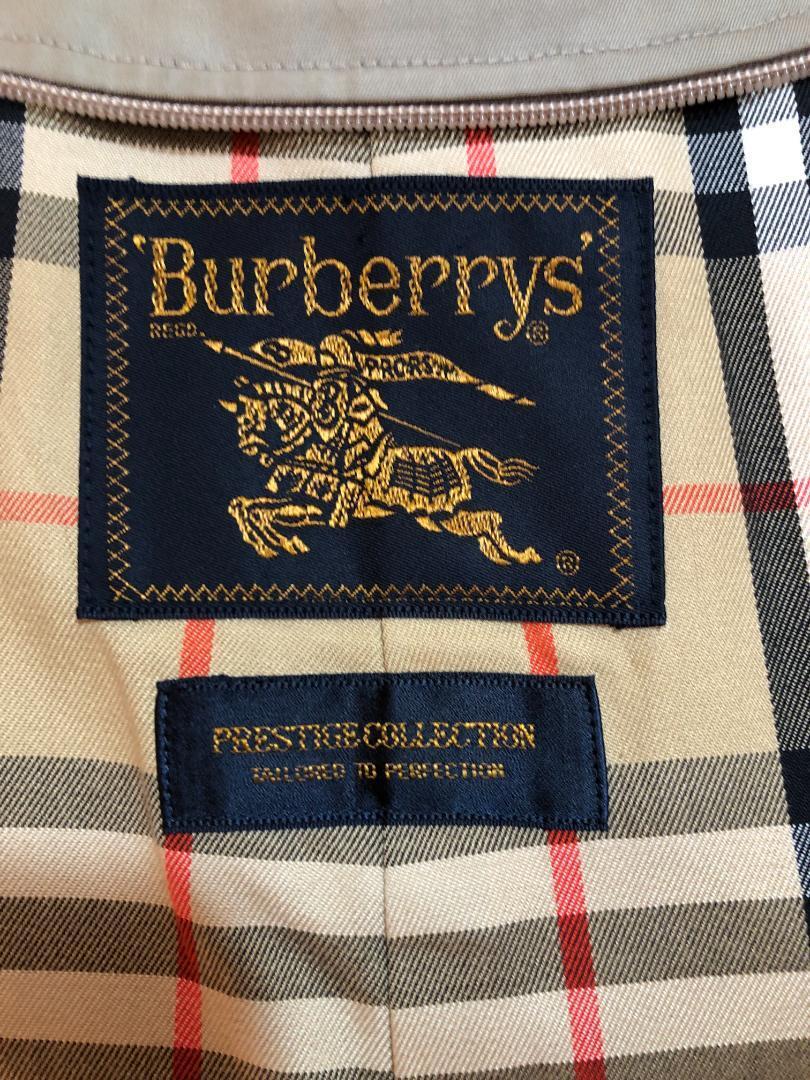 'Burberrys'
REGD. ®
PRORSUM
®
PRESTIGE COLLECTION
TAILORED TO PERFECTION